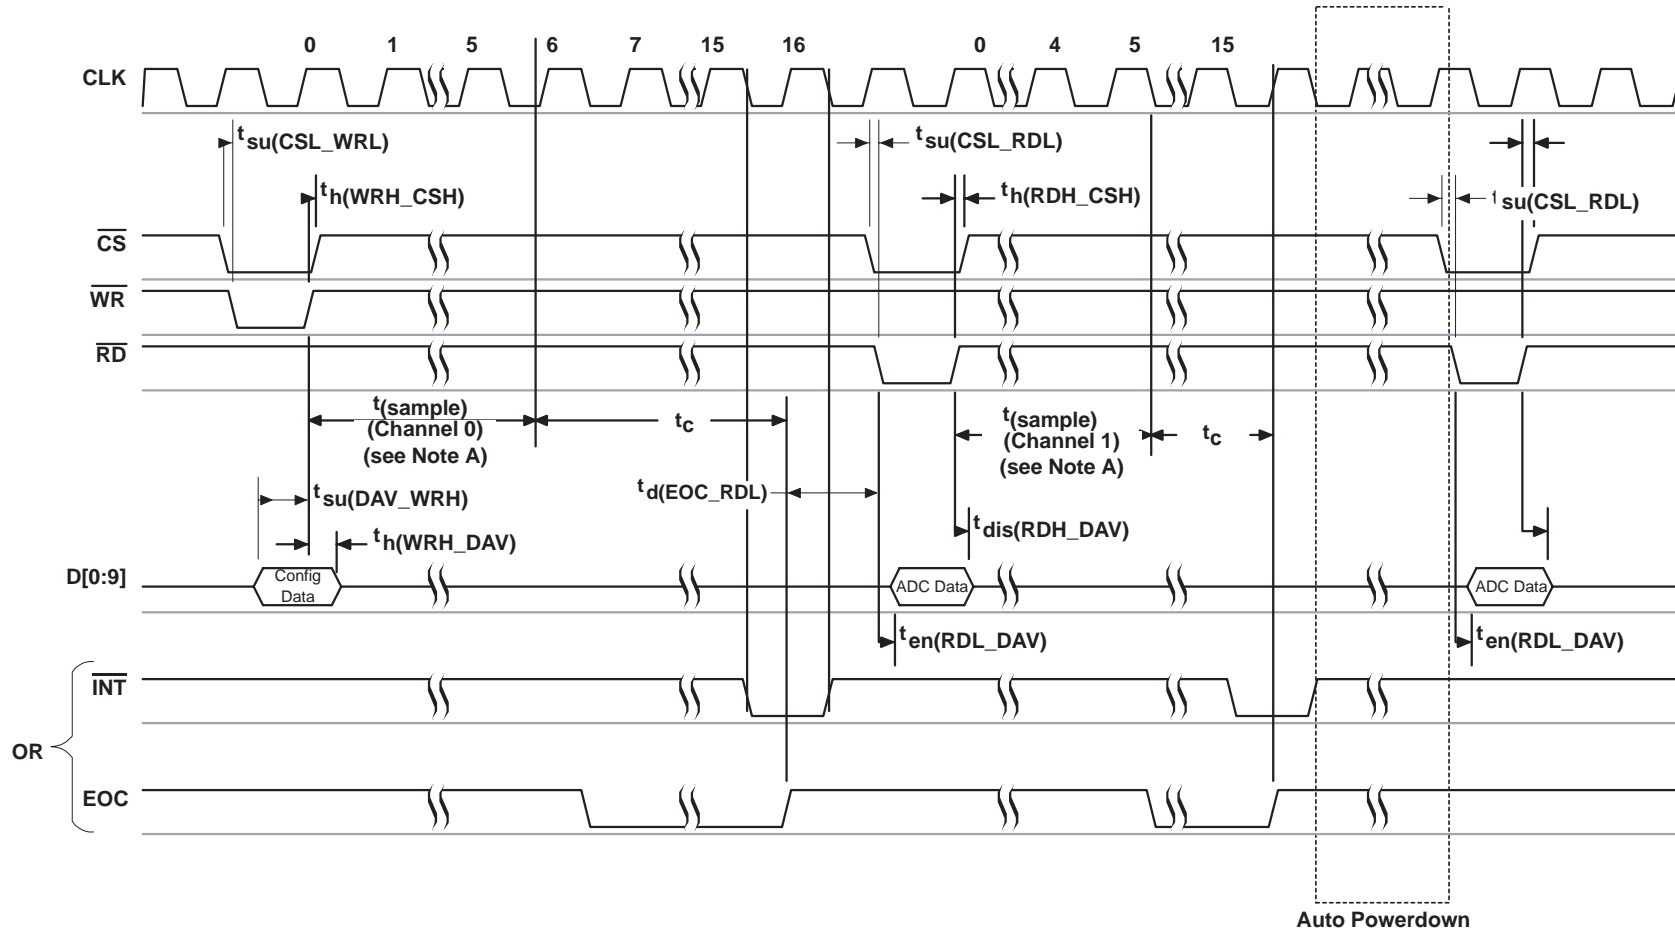 0 1 5 6 7 15 16 0 4 5 15
CLK
tsu(CSL_WRL)
tsu(CSL_RDL)
th(WRH_CSH)
th(RDH_CSH)
tsu(CSL_RDL)
CS
WR
RD
t(sample)
(Channel 0)
(see Note A)
tc
t(sample)
(Channel 1)
(see Note A)
tc
tsu(DAV_WRH)
td(EOC_RDL)
th(WRH_DAV)
tdis(RDH_DAV)
D[0:9]
Config
Data
ADC Data
ADC Data
ten(RDL_DAV)
ten(RDL_DAV)
INT
OR
EOC
Auto Powerdown